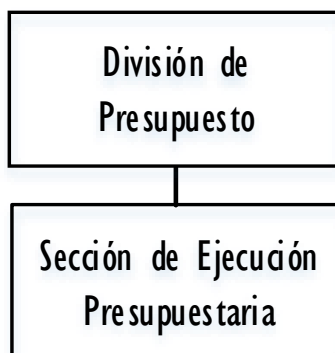 División de
Presupuesto
Sección de Ejecución
Presupuestaria